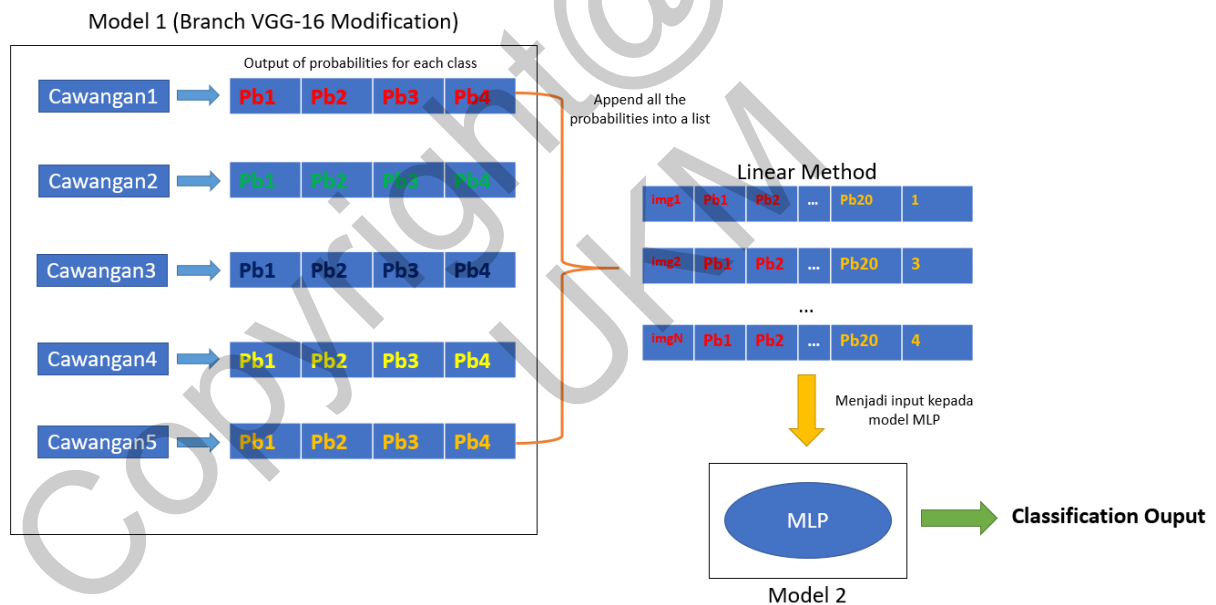 Model 1 (Branch VGG-16 Modification)
Output of probabilities for each class
Cawangan1
Pb1 Pb2 Pb3 Pb4
Cawangan2
Pb1 Pb2 Pb3 Pb4
Cawangan3
Pb1 Pb2 Pb3 Pb4
Cawangan4
Pb1 Pb2 Pb3 Pb4
Cawangan5
Pb1 Pb2 Pb3 Pb4
Append all the
probabilities into a list
Linear Method
img1 Pb1 Pb2 ... Pb20 1
img2 Pb1 Pb2 ... Pb20 3
...
imgN Pb1 Pb2 ... Pb20 4
Menjadi input kepada
model MLP
MLP
Model 2
Classification Ouput
Copyright@
UKM